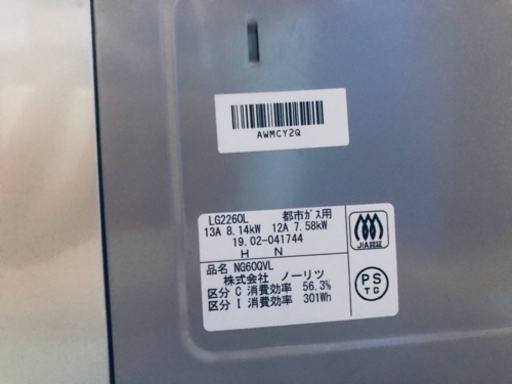 AWMCY2Q
LG2260L 都市ｶﾞｽ用
13A 8.14kW 12A 7.58kW
19.02-041744
H N
JIA認証
品名 NG60QVL
株式会社 ノーリツ
区分 C 消費効率 56.3%
区分 I 消費効率 301Wh
PS
TG